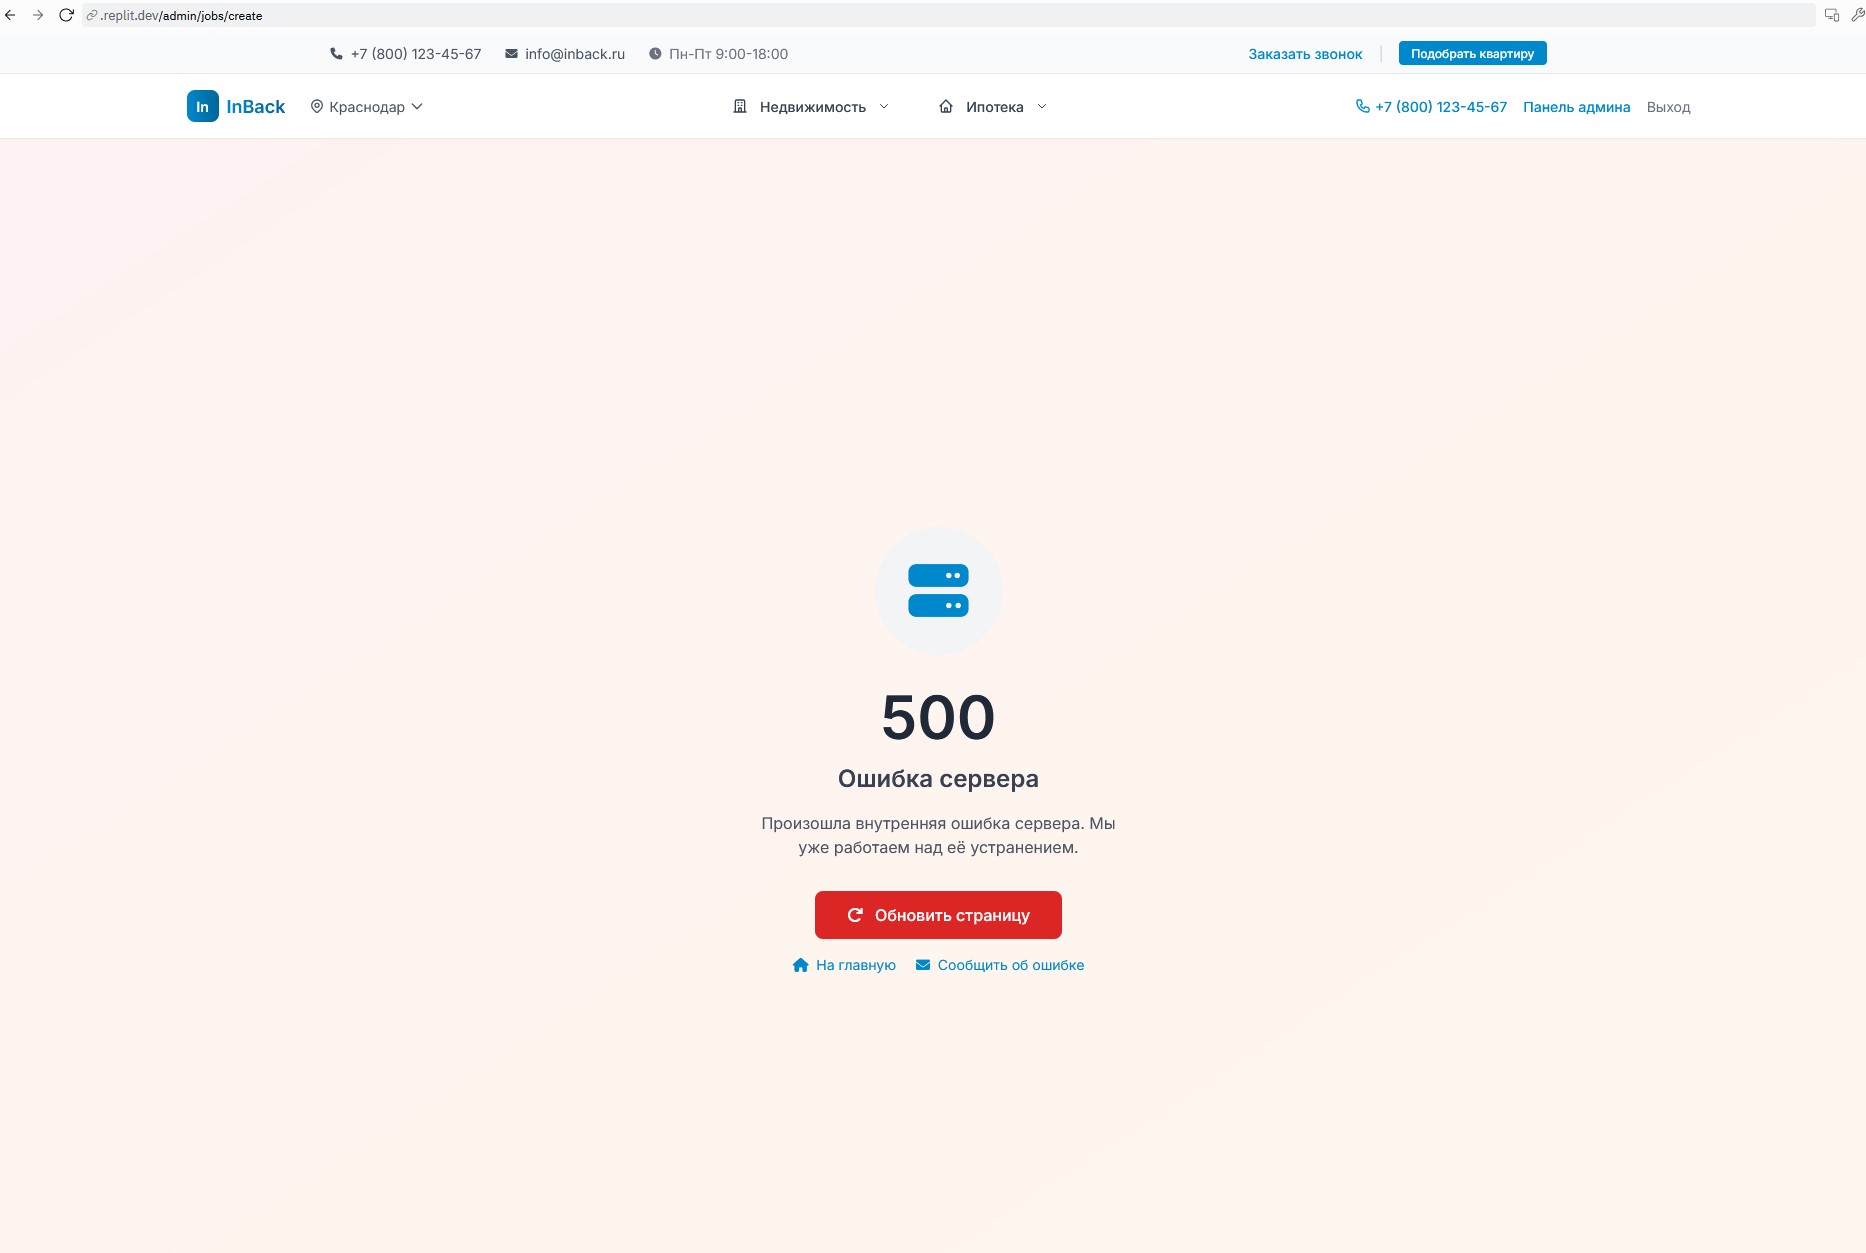 .replit.dev/admin/jobs/create
+7 (800) 123-45-67 info@inback.ru Пн-Пт 9:00-18:00 Заказать звонок Подобрать квартиру
In InBack Краснодар Недвижимость Ипотека +7 (800) 123-45-67 Панель админа Выход
500
Ошибка сервера
Произошла внутренняя ошибка сервера. Мы
уже работаем над её устранением.
Обновить страницу
На главную Сообщить об ошибке